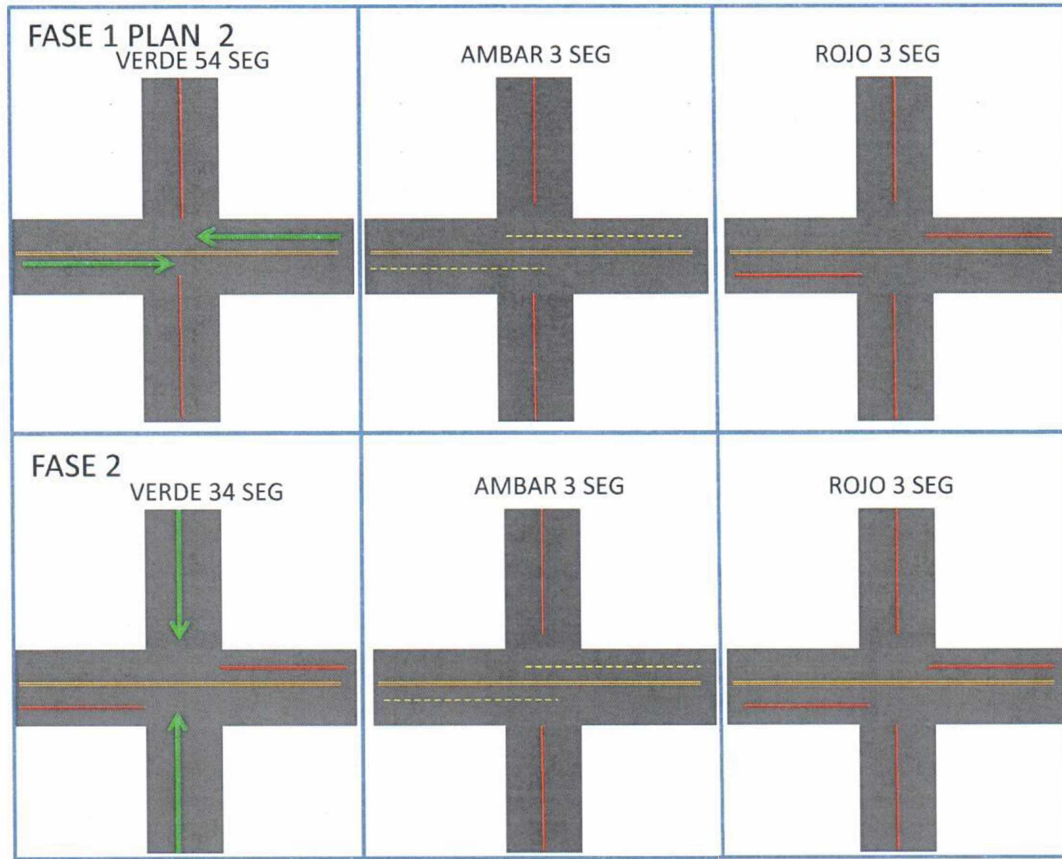 FASE 1 PLAN 2
VERDE 54 SEG
AMBAR 3 SEG
ROJO 3 SEG
FASE 2
VERDE 34 SEG
AMBAR 3 SEG
ROJO 3 SEG